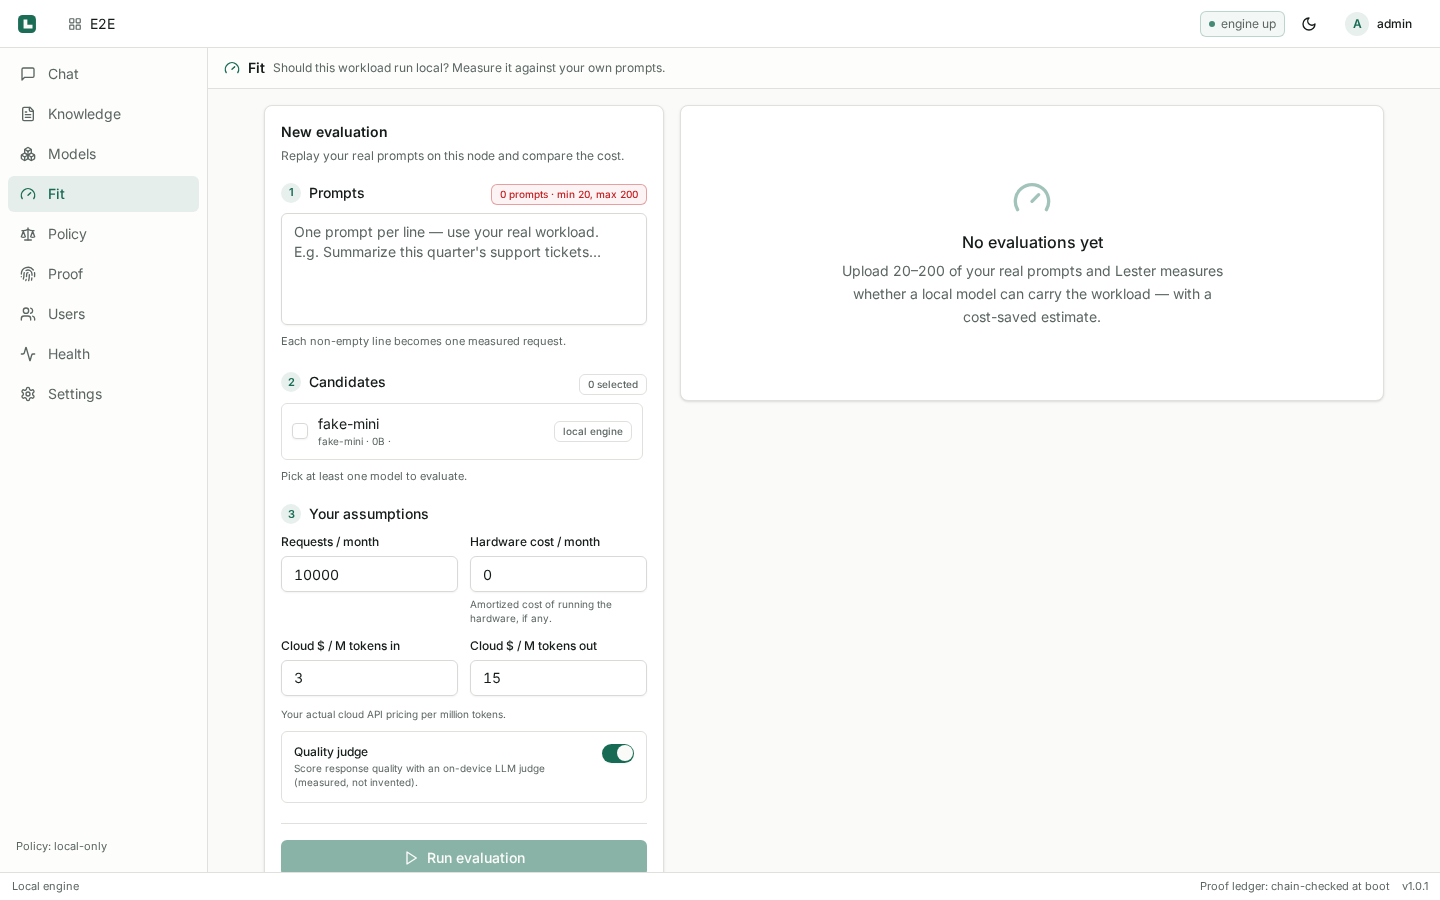 E2E
engine up
A
admin
Chat
Knowledge
Models
Fit
Policy
Proof
Users
Health
Settings
Policy: local-only
Fit
Should this workload run local? Measure it against your own prompts.
New evaluation
Replay your real prompts on this node and compare the cost.
1
Prompts
0 prompts · min 20, max 200
One prompt per line — use your real workload.
E.g. Summarize this quarter's support tickets...
Each non-empty line becomes one measured request.
2
Candidates
0 selected
fake-mini
fake-mini · 0B ·
local engine
Pick at least one model to evaluate.
3
Your assumptions
Requests / month
Hardware cost / month
10000
0
Amortized cost of running the
hardware, if any.
Cloud $ / M tokens in
Cloud $ / M tokens out
3
15
Your actual cloud API pricing per million tokens.
Quality judge
Score response quality with an on-device LLM judge
(measured, not invented).
Run evaluation
No evaluations yet
Upload 20–200 of your real prompts and Lester measures
whether a local model can carry the workload — with a
cost-saved estimate.
Local engine
Proof ledger: chain-checked at boot
v1.0.1